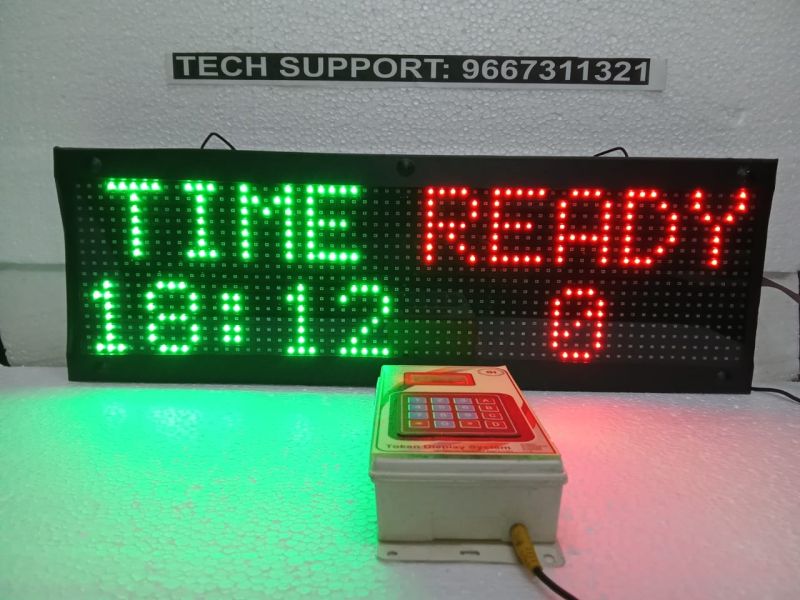 TECH SUPPORT: 9667311321
TIME READY
18:12 0
A
B
C
D
Token Display System